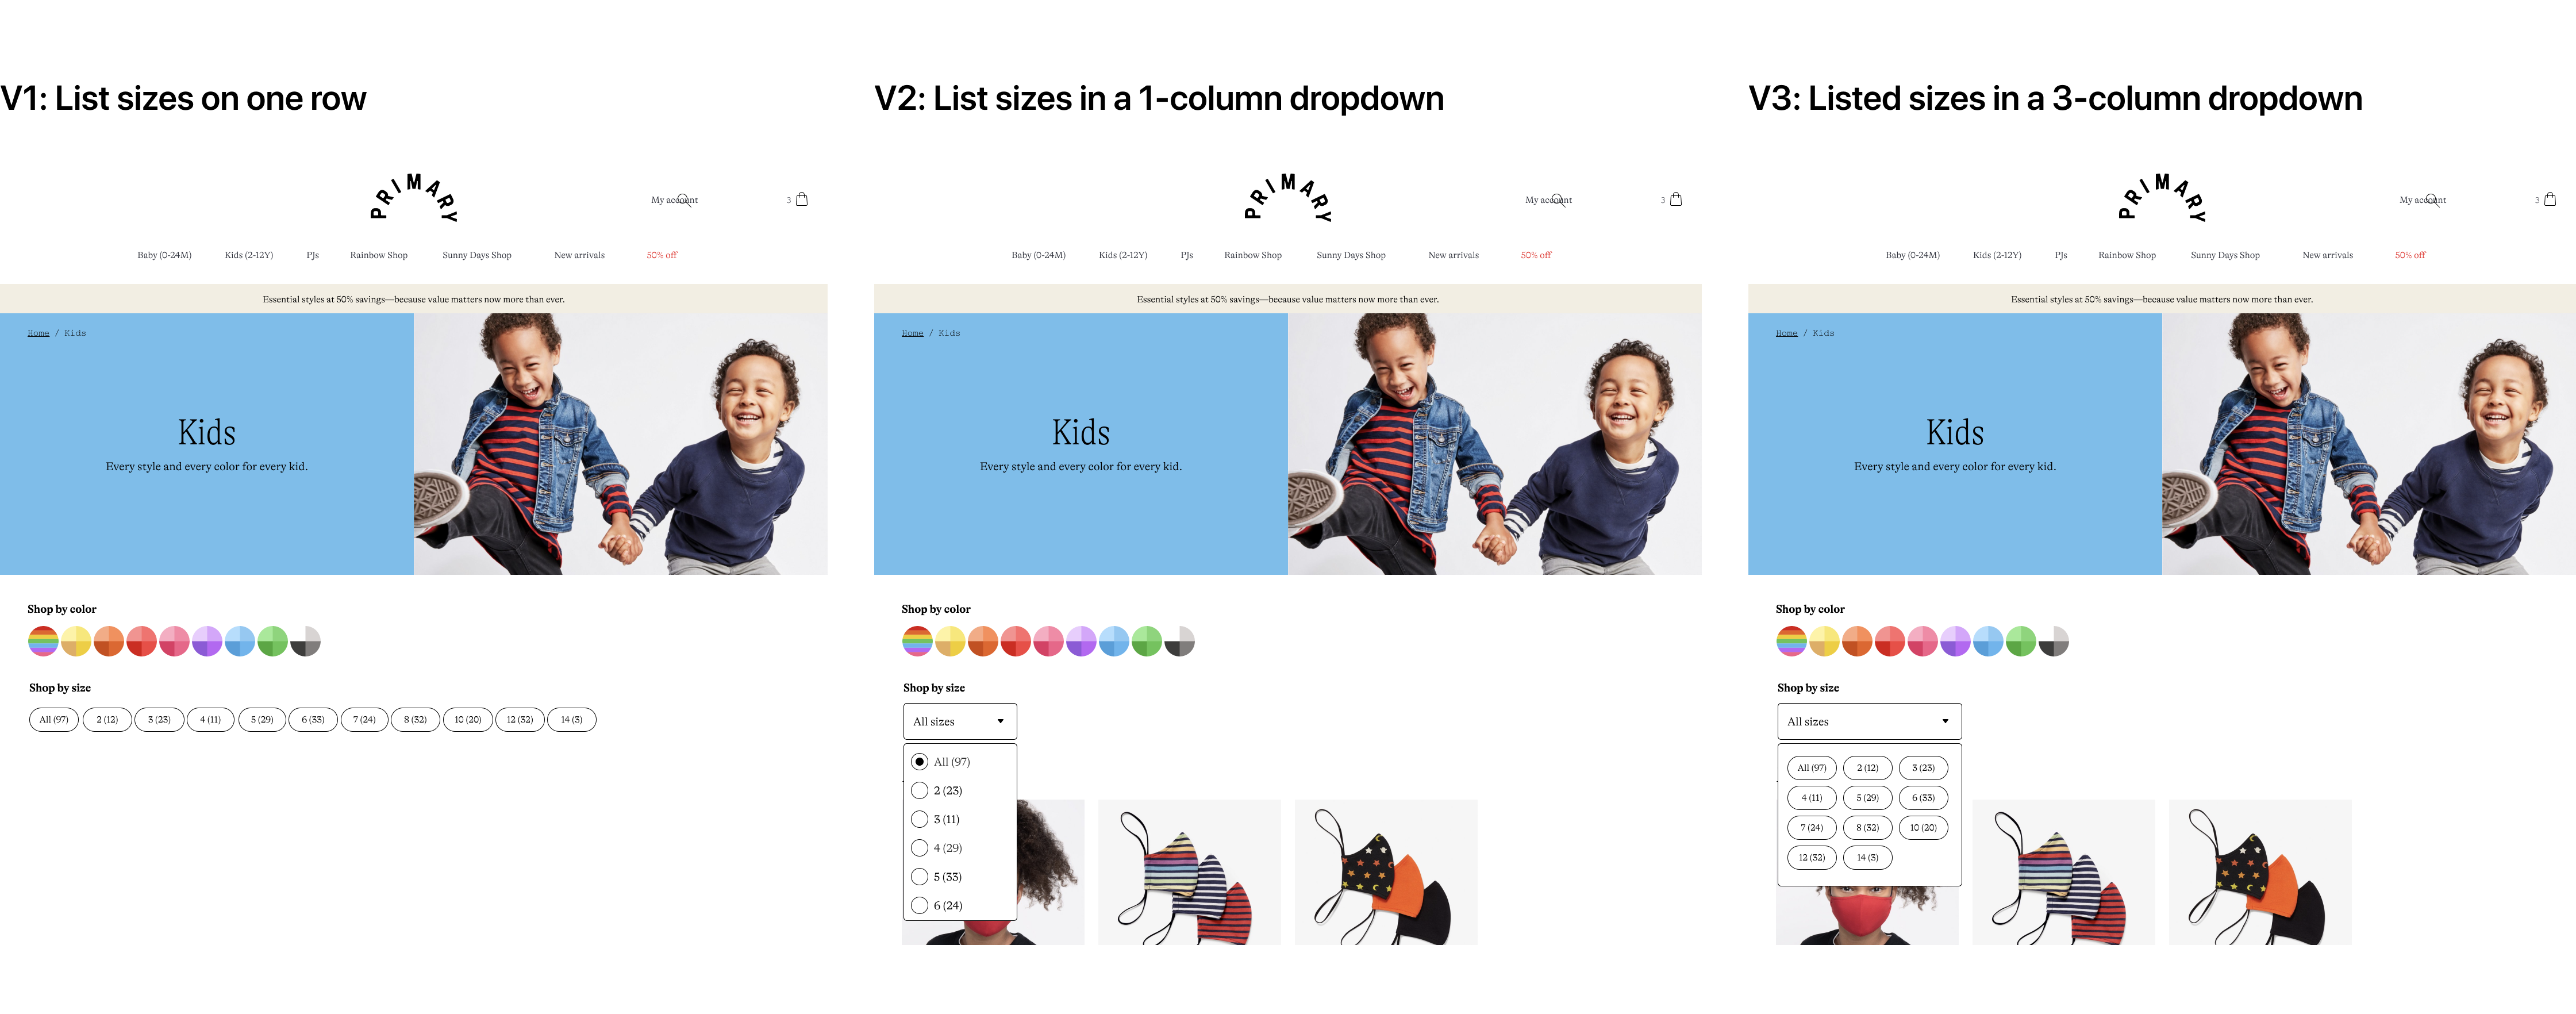 V1: List sizes on one row
PRIMARY
My account
3
Baby (0-24M) Kids (2-12Y) PJs Rainbow Shop Sunny Days Shop New arrivals 50% off
Essential styles at 50% savings—because value matters now more than ever.
Home / Kids
Kids
Every style and every color for every kid.
Shop by color
Shop by size
All (97) 2 (12) 3 (23) 4 (11) 5 (29) 6 (33) 7 (24) 8 (32) 10 (20) 12 (32) 14 (3)
V2: List sizes in a 1-column dropdown
PRIMARY
My account
3
Baby (0-24M) Kids (2-12Y) PJs Rainbow Shop Sunny Days Shop New arrivals 50% off
Essential styles at 50% savings—because value matters now more than ever.
Home / Kids
Kids
Every style and every color for every kid.
Shop by color
Shop by size
All sizes
All (97)
2 (23)
3 (11)
4 (29)
5 (33)
6 (24)
V3: Listed sizes in a 3-column dropdown
PRIMARY
My account
3
Baby (0-24M) Kids (2-12Y) PJs Rainbow Shop Sunny Days Shop New arrivals 50% off
Essential styles at 50% savings—because value matters now more than ever.
Home / Kids
Kids
Every style and every color for every kid.
Shop by color
Shop by size
All sizes
All (97) 2 (12) 3 (23)
4 (11) 5 (29) 6 (33)
7 (24) 8 (32) 10 (20)
12 (32) 14 (3)